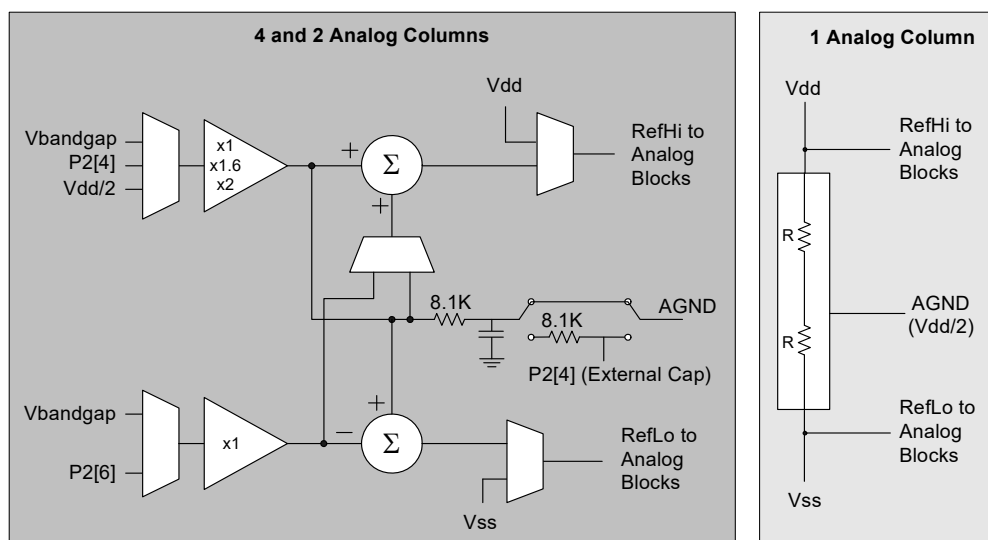 4 and 2 Analog Columns
Vdd
Vbandgap
P2[4]
Vdd/2
x1
x1.6
x2
+
Σ
+
RefHi to
Analog
Blocks
8.1K
AGND
8.1K
P2[4] (External Cap)
Vbandgap
P2[6]
x1
+
−
Σ
RefLo to
Analog
Blocks
Vss
1 Analog Column
Vdd
RefHi to
Analog
Blocks
R
AGND
(Vdd/2)
R
RefLo to
Analog
Blocks
Vss